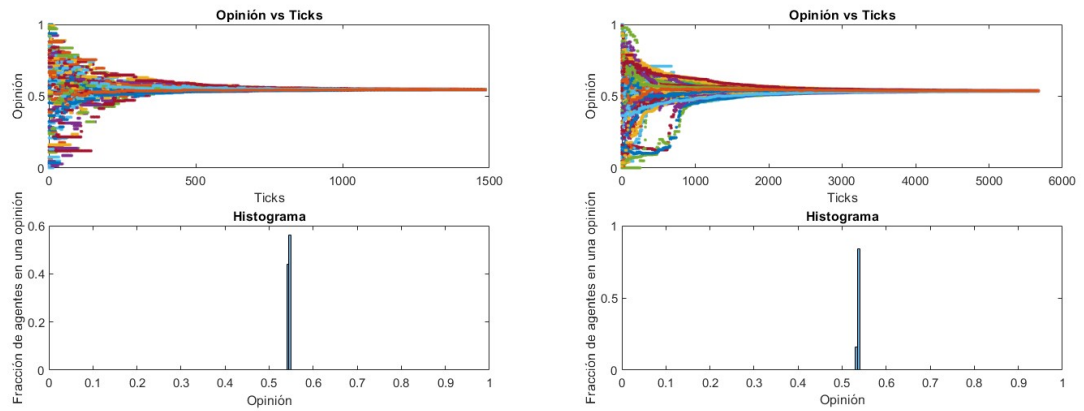 Opinión vs Ticks
Opinión
1
0.5
0
0 500 1000 1500
Ticks
Histograma
Fracción de agentes en una opinión
0.6
0.4
0.2
0
0 0.1 0.2 0.3 0.4 0.5 0.6 0.7 0.8 0.9 1
Opinión
Opinión vs Ticks
Opinión
1
0.5
0
0 1000 2000 3000 4000 5000 6000
Ticks
Histograma
Fracción de agentes en una opinión
1
0.5
0
0 0.1 0.2 0.3 0.4 0.5 0.6 0.7 0.8 0.9 1
Opinión